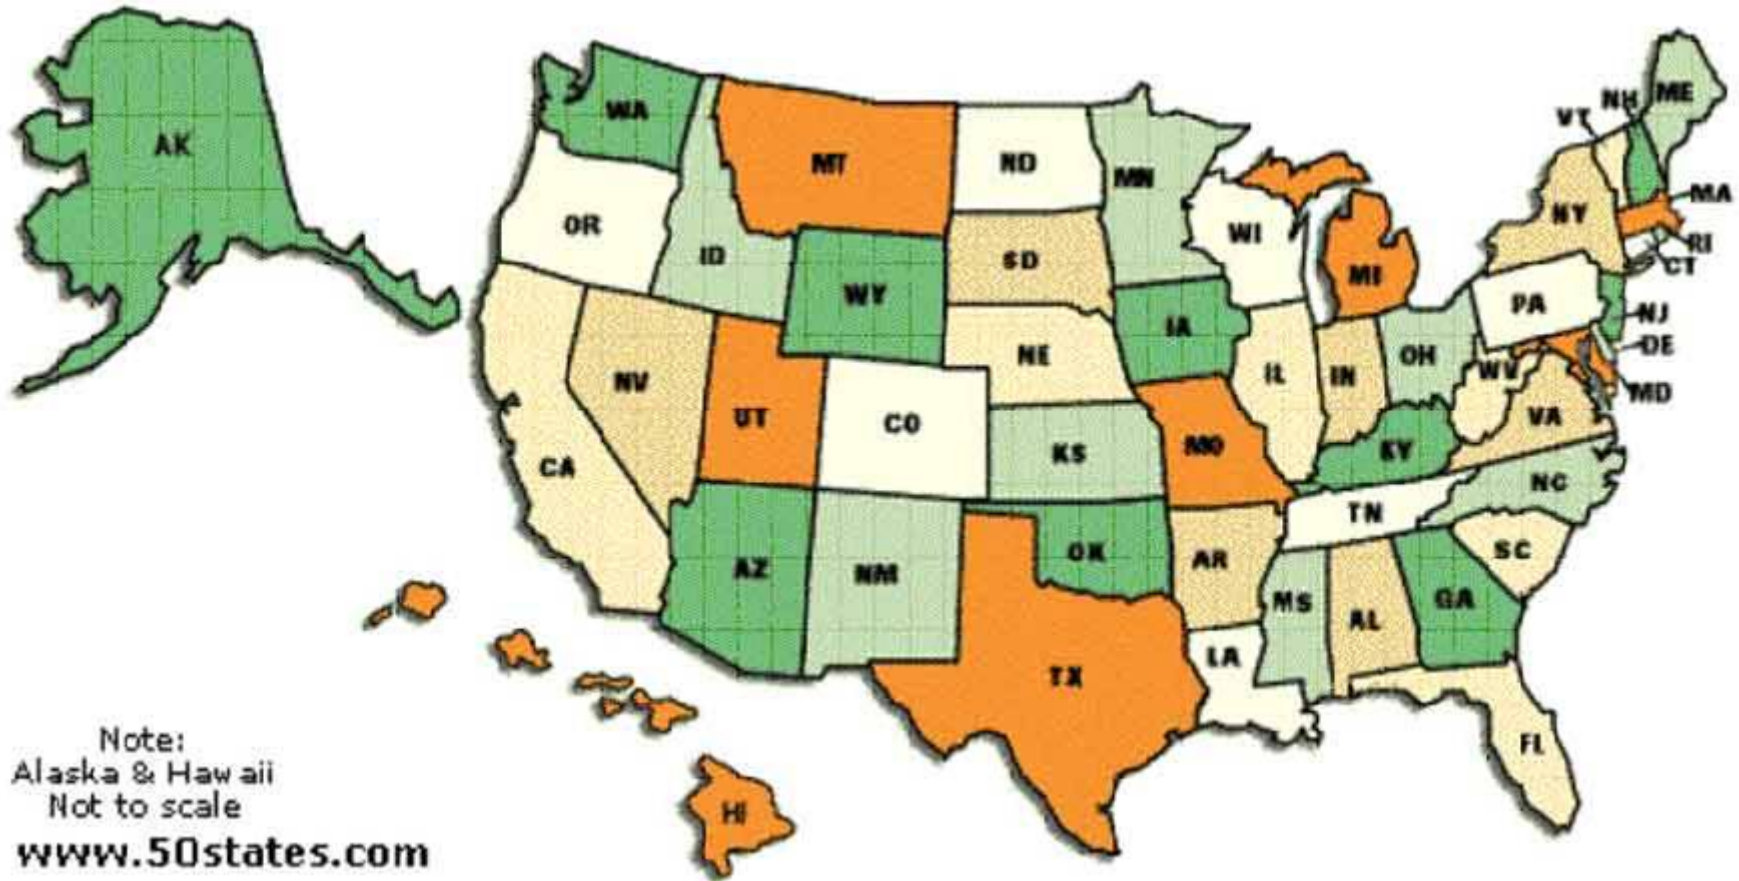 AK
WA
MT
ND
MN
ME
NH
VT
OR
ID
WY
SD
WI
MI
NY
MA
RI
CT
NE
IA
PA
NJ
DE
MD
NV
UT
CO
KS
MO
IL
IN
OH
WV
VA
KY
CA
NC
TN
AZ
NM
OK
AR
SC
MS
AL
GA
TX
LA
FL
HI
Note:
Alaska & Hawaii
Not to scale
www.50states.com